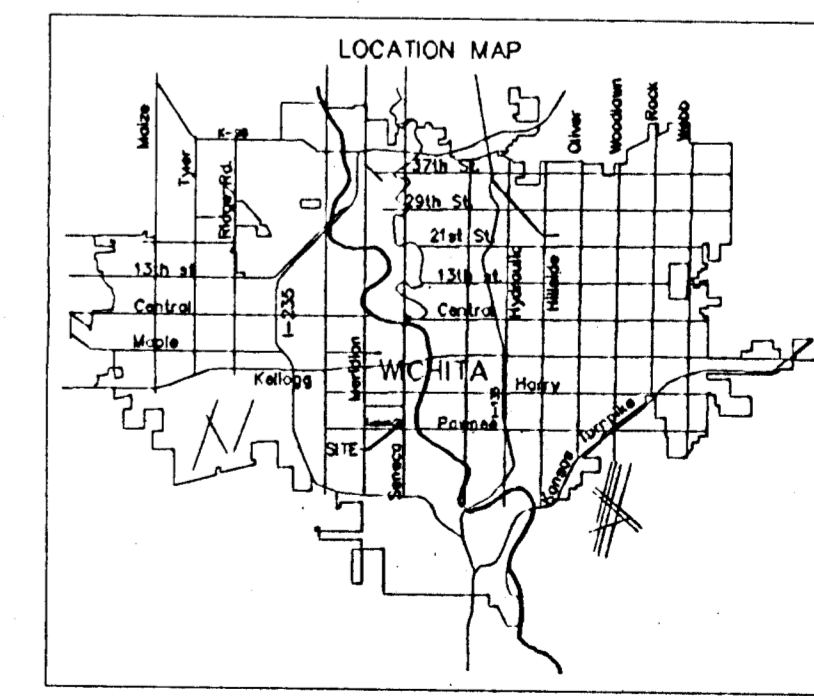 LOCATION MAP
Maize
Tyler
Ridge Rd.
K-96
Oliver
Woodlawn
Rock
Webb
37th St.
29th St.
21st St.
13th st.
13th st.
Hydraulic
Hillside
Central
Central
I-235
Maple
Meridian
WICHITA
Kellogg
Harry
I-135
Pawnee
SITE
Seneca
Kansas Turnpike